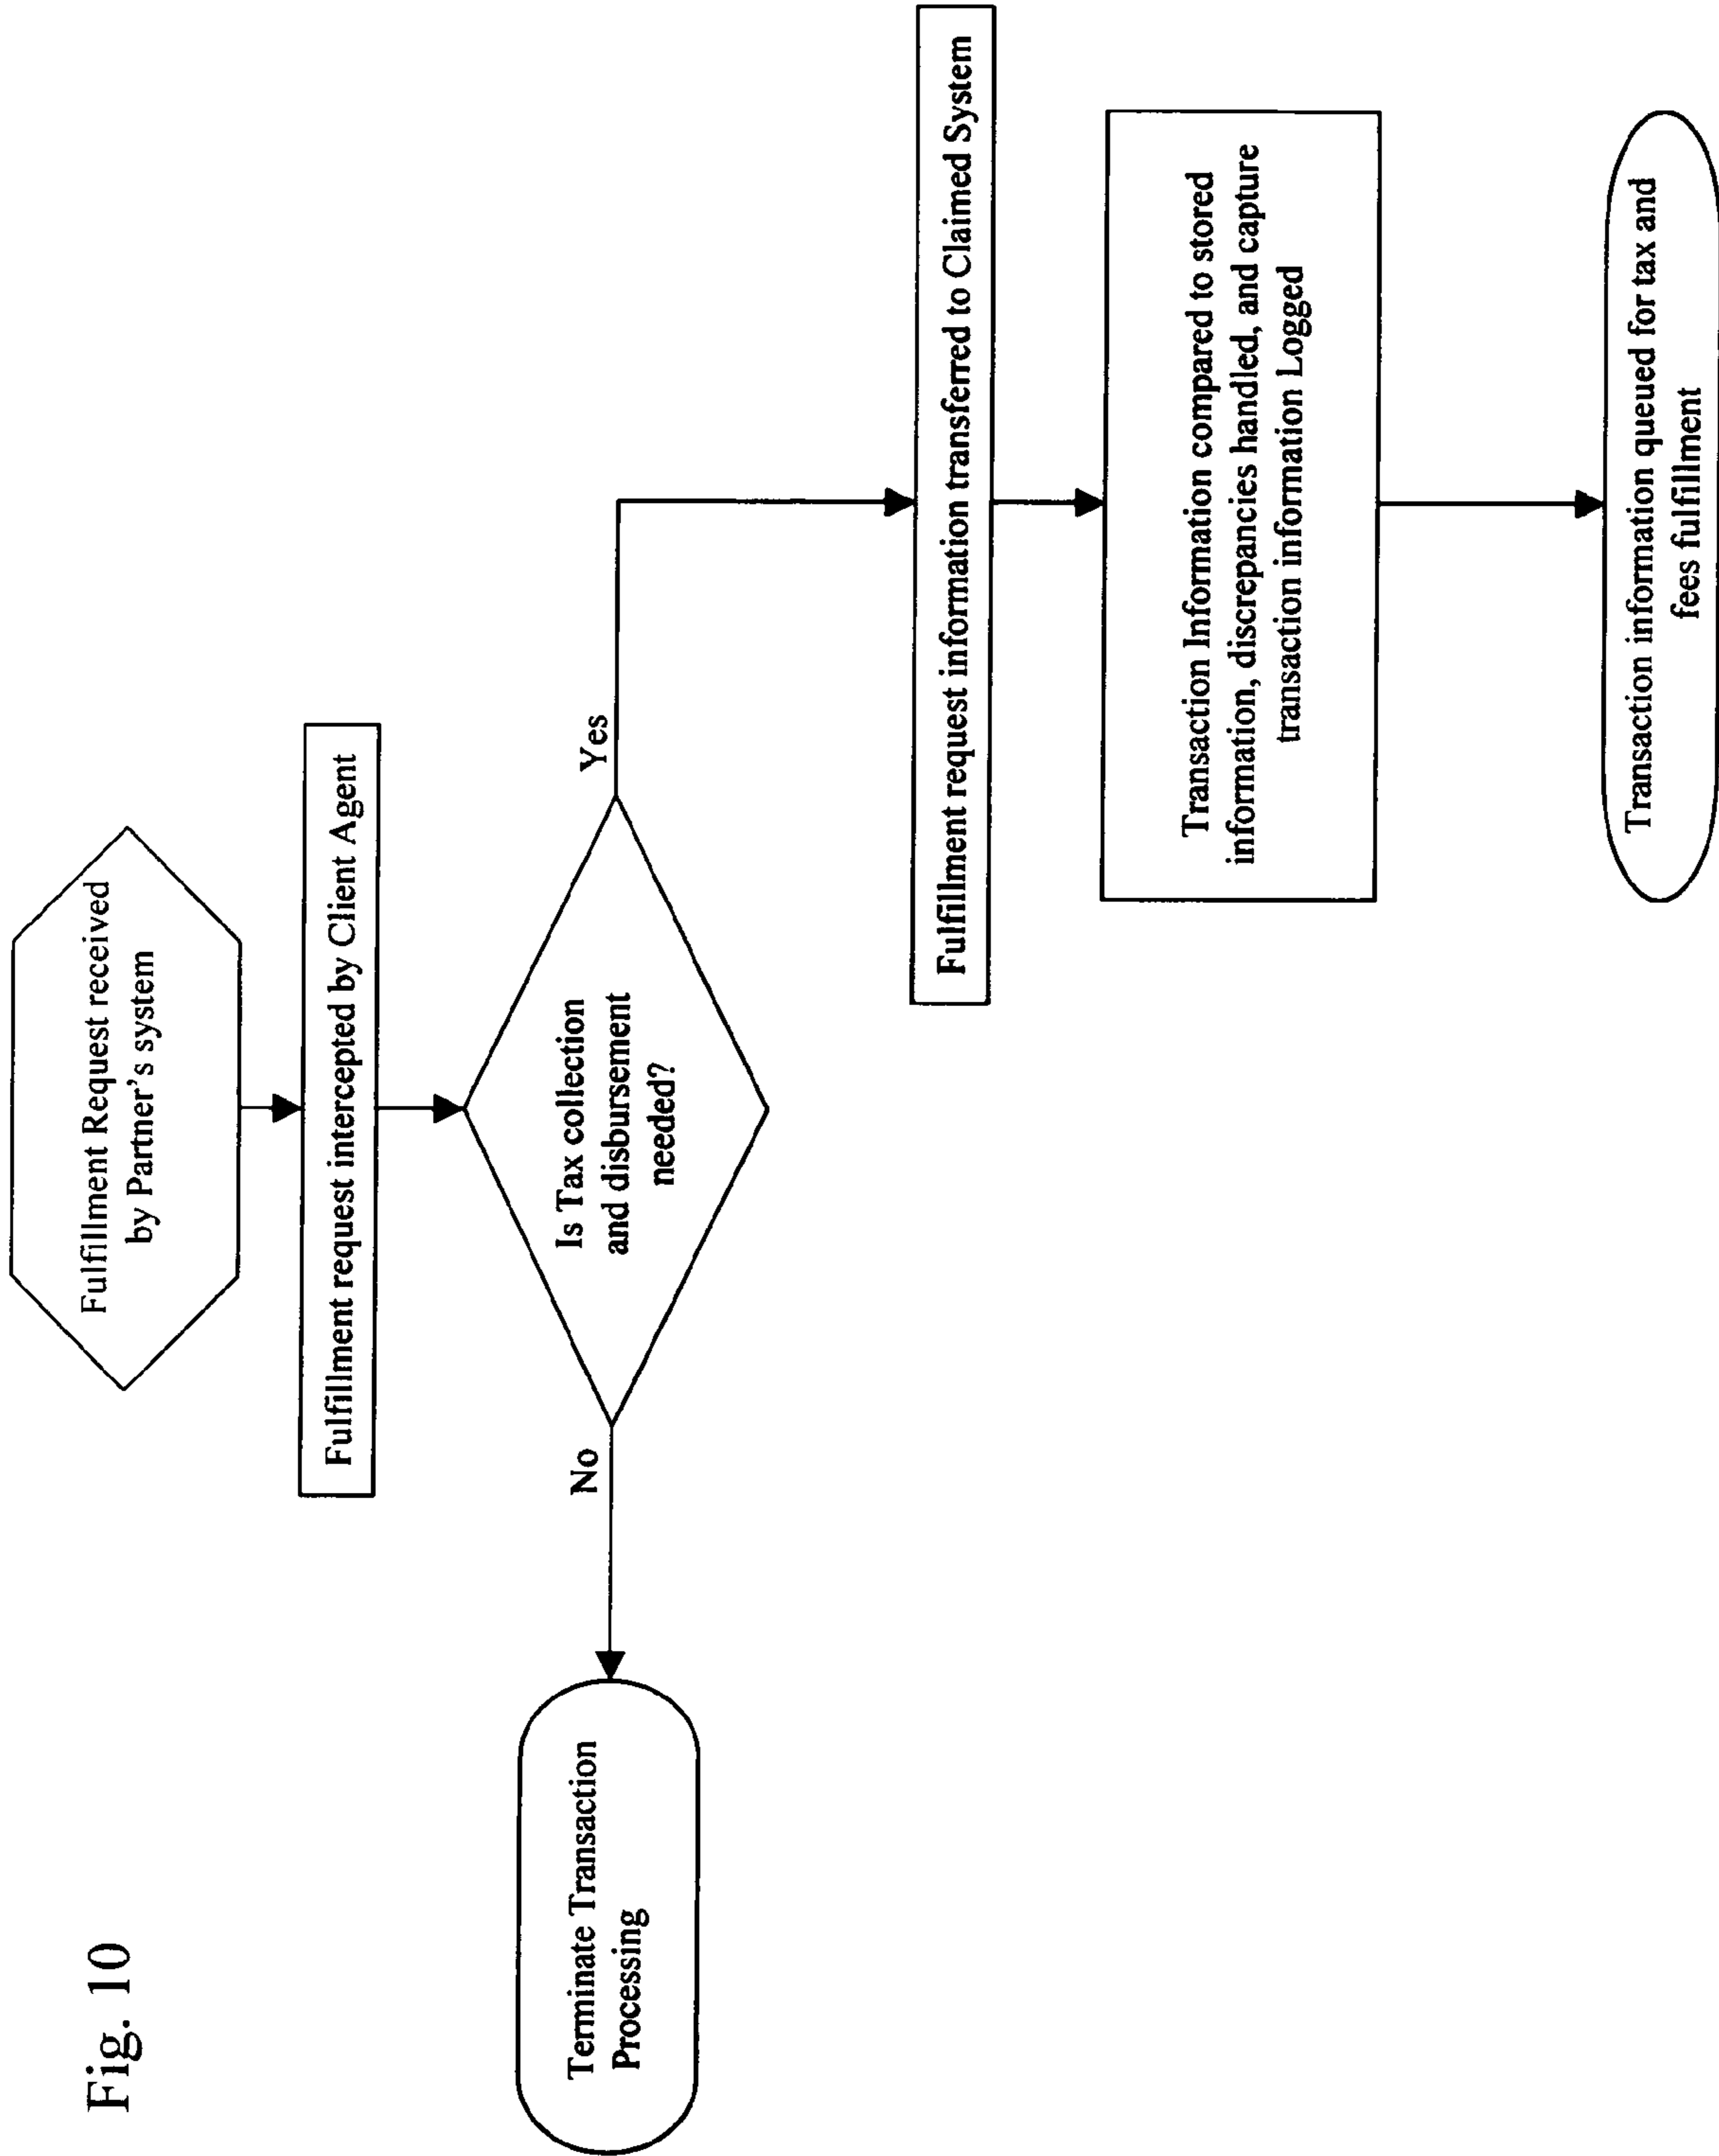 Fig. 10
Fulfillment Request received
by Partner's system
Fulfillment request intercepted by Client Agent
Is Tax collection
and disbursement
needed?
No
Yes
Terminate Transaction
Processing
Fulfillment request information transferred to Claimed System
Transaction Information compared to stored
information, discrepancies handled, and capture
transaction information Logged
Transaction information queued for tax and
fees fulfillment